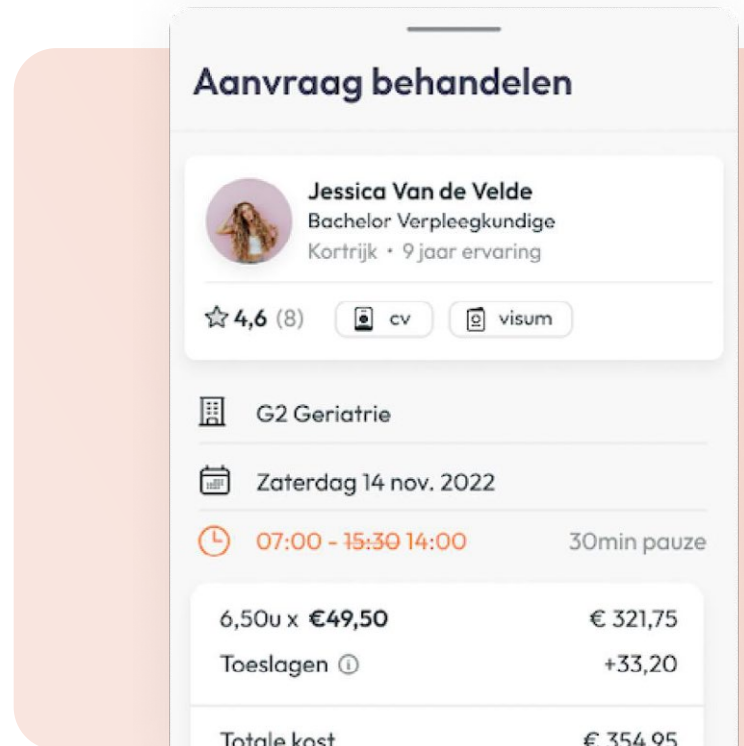 Aanvraag behandelen
Jessica Van de Velde
Bachelor Verpleegkundige
Kortrijk • 9 jaar ervaring
4,6 (8) cv visum
G2 Geriatrie
Zaterdag 14 nov. 2022
07:00 - 15:30 14:00 30min pauze
6,50u x €49,50 € 321,75
Toeslagen +33,20
Totale kost € 354,95